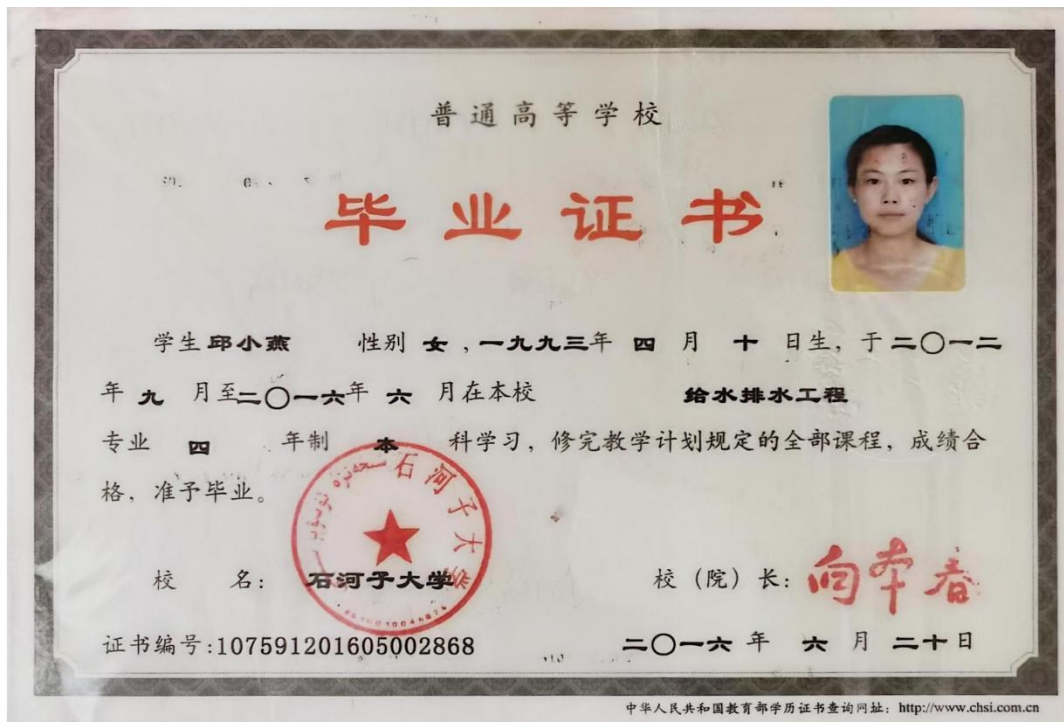 普通高等学校
毕业证书
学生 邱小燕 性别 女 , 一九九三年 四 月 十 日生, 于 二〇一二
年 九 月至二〇一六年 六 月在本校 给水排水工程
专业 四 年制 本 科学习, 修完教学计划规定的全部课程, 成绩合
格, 准予毕业。
石河子大学
校 名: 石河子大学 校(院)长: 向本春
证书编号:107591201605002868 二〇一六 年 六 月 二十日
中华人民共和国教育部学历证书查询网址: http://www.chsi.com.cn